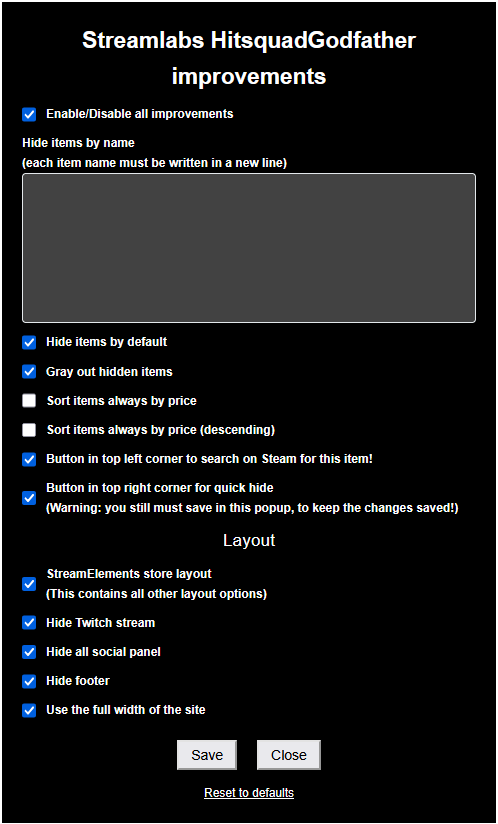 Streamlabs HitsquadGodfather
improvements
Enable/Disable all improvements
Hide items by name
(each item name must be written in a new line)
Hide items by default
Gray out hidden items
Sort items always by price
Sort items always by price (descending)
Button in top left corner to search on Steam for this item!
Button in top right corner for quick hide
(Warning: you still must save in this popup, to keep the changes saved!)
Layout
StreamElements store layout
(This contains all other layout options)
Hide Twitch stream
Hide all social panel
Hide footer
Use the full width of the site
Save Close
Reset to defaults